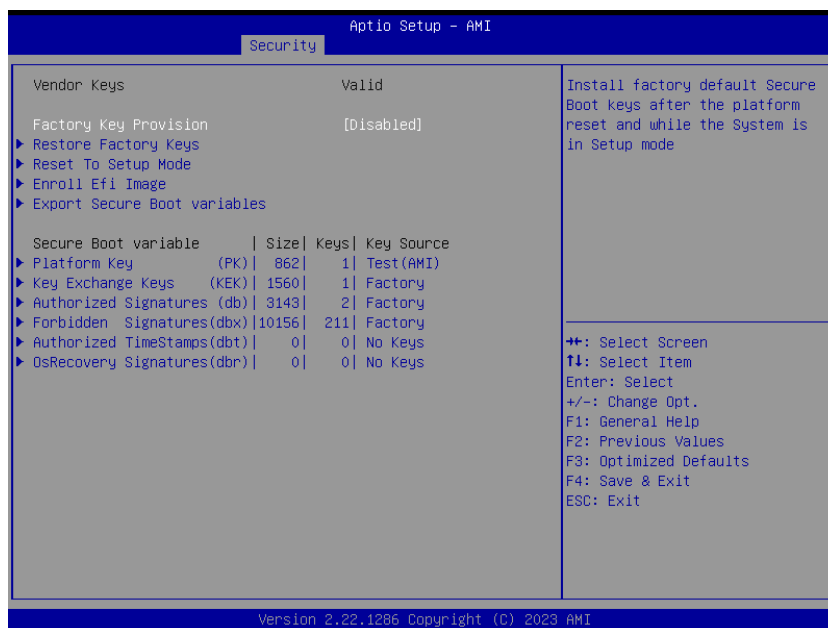 Aptio Setup – AMI
Security
Vendor Keys Valid
Factory Key Provision [Disabled]
Restore Factory Keys
Reset To Setup Mode
Enroll Efi Image
Export Secure Boot variables
Secure Boot variable | Size| Keys| Key Source
Platform Key (PK)| 862| 1| Test(AMI)
Key Exchange Keys (KEK)| 1560| 1| Factory
Authorized Signatures (db)| 3143| 2| Factory
Forbidden Signatures(dbx)|10156| 211| Factory
Authorized TimeStamps(dbt)| 0| 0| No Keys
OsRecovery Signatures(dbr)| 0| 0| No Keys
Install factory default Secure
Boot keys after the platform
reset and while the System is
in Setup mode
→←: Select Screen
↑↓: Select Item
Enter: Select
+/-: Change Opt.
F1: General Help
F2: Previous Values
F3: Optimized Defaults
F4: Save & Exit
ESC: Exit
Version 2.22.1286 Copyright (C) 2023 AMI